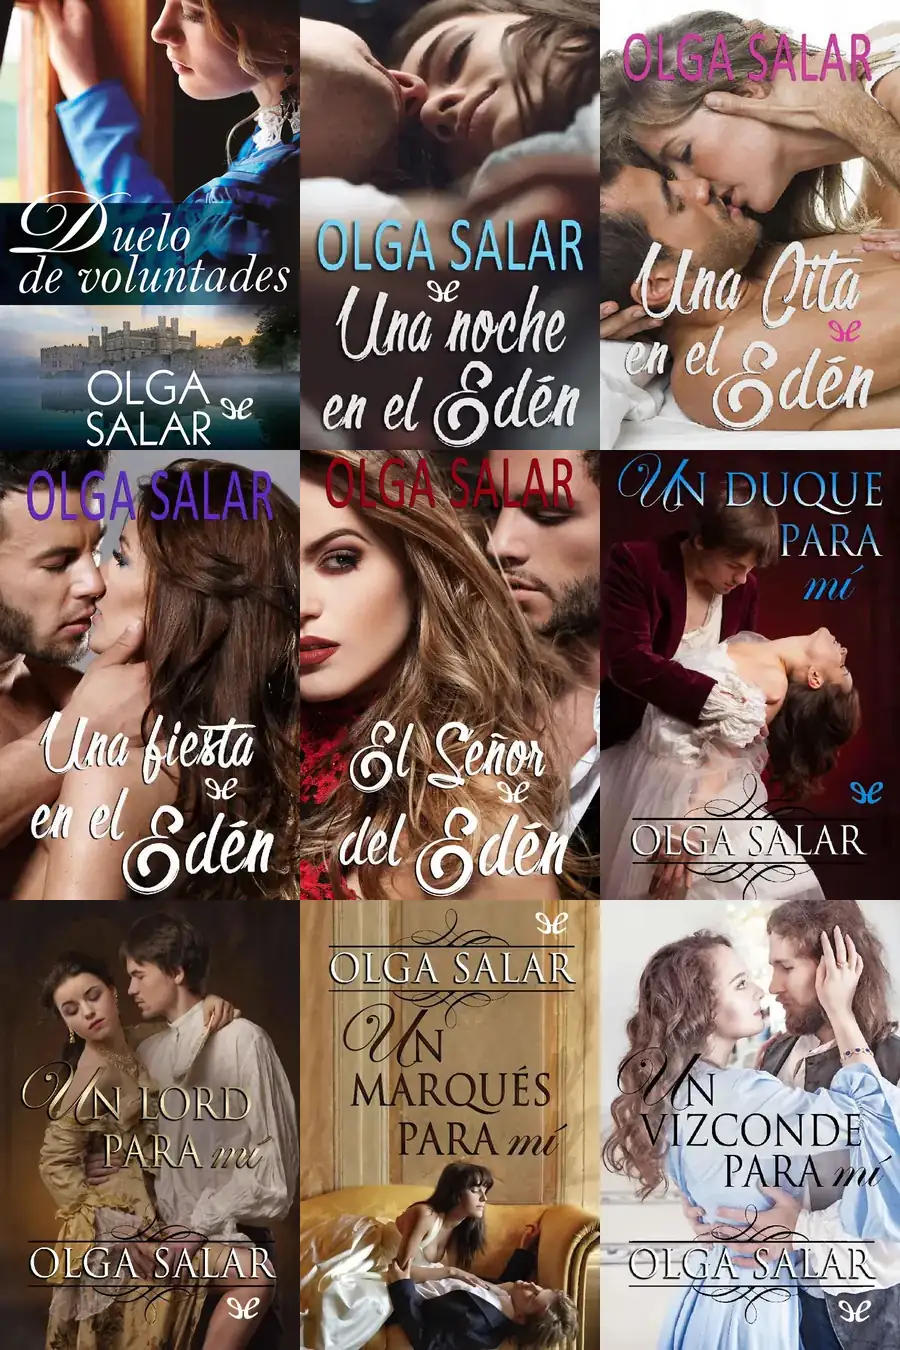 Duelo
de voluntades
OLGA
SALAR
OLGA SALAR
Una noche
en el Edén
OLGA SALAR
Una Cita
en el Edén
OLGA SALAR
Una fiesta
en el Edén
OLGA SALAR
El Señor
del Edén
UN DUQUE
PARA
mí
OLGA SALAR
UN LORD
PARA mí
OLGA SALAR
OLGA SALAR
UN
MARQUÉS
PARA mí
UN
VIZCONDE
PARA mí
OLGA SALAR